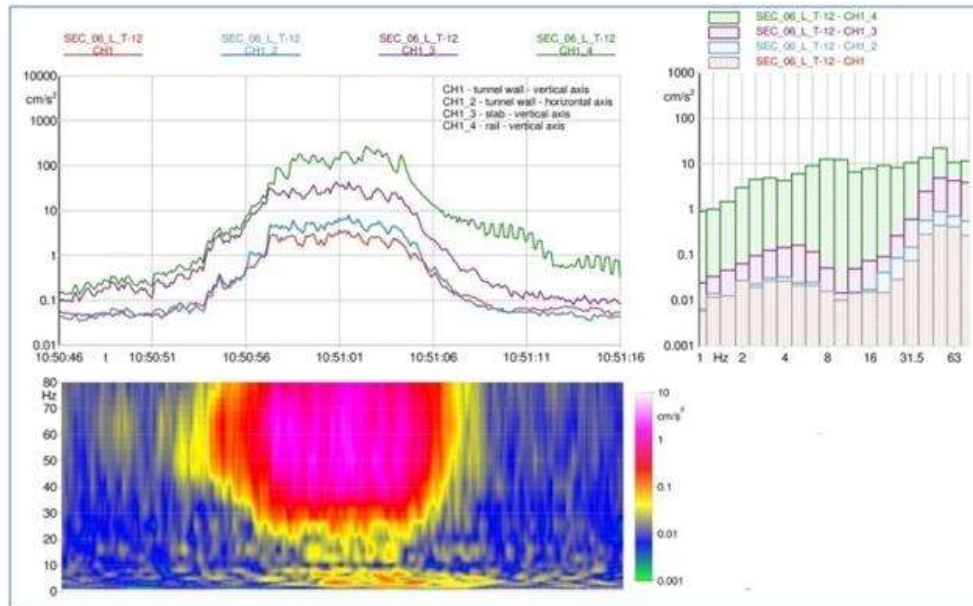 SEC_06_L_T-12 SEC_06_L_T-12 SEC_06_L_T-12 SEC_06_L_T-12
CH1 CH1_2 CH1_3 CH1_4
10000
cm/s²
1000
100
10
1
0.1
0.01
CH1 - tunnel wall - vertical axis
CH1_2 - tunnel wall - horizontal axis
CH1_3 - slab - vertical axis
CH1_4 - rail - vertical axis
10:50:46 t 10:50:51 10:50:56 10:51:01 10:51:06 10:51:11 10:51:16
SEC_06_L_T-12 - CH1_4
SEC_06_L_T-12 - CH1_3
SEC_06_L_T-12 - CH1_2
SEC_06_L_T-12 - CH1
1000
cm/s²
100
10
1
0.1
0.01
0.001
1 Hz 2 4 8 16 31.5 63
80
Hz
70
60
50
40
30
20
10
0
10
cm/s²
1
0.1
0.01
0.001